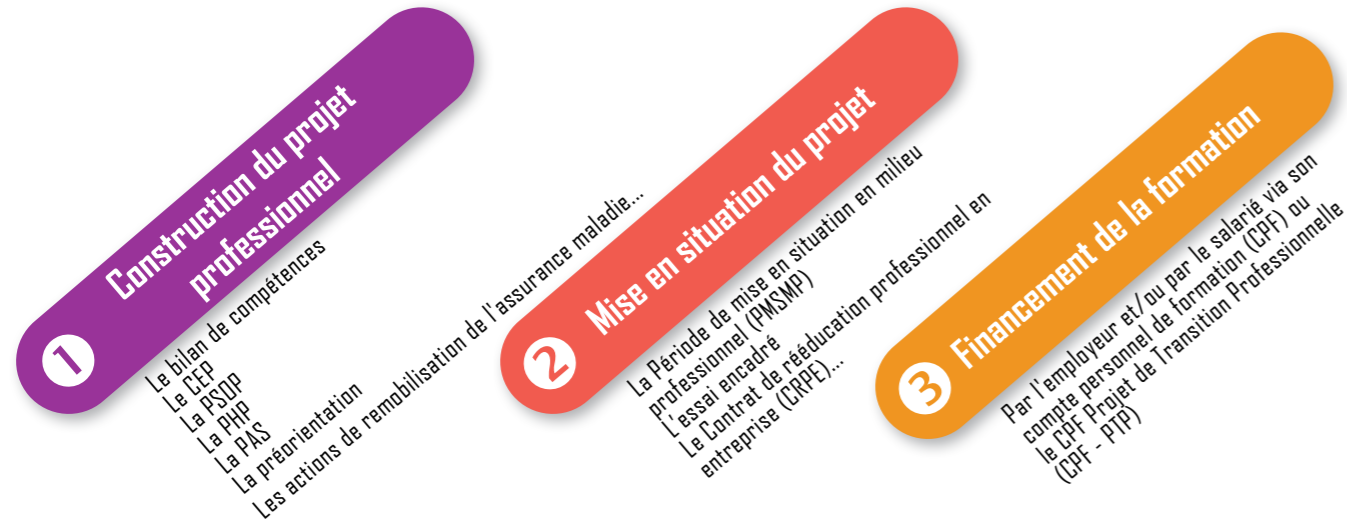 1
Construction du projet
professionnel
Le bilan de compétences
Le CEP
La PSOP
La PHP
La PAS
La préorientation
Les actions de remobilisation de l'assurance maladie...
2
Mise en situation du projet
La Période de mise en situation en milieu
professionnel (PMSMP)
L'essai encadré
Le Contrat de rééducation professionnel en
entreprise (CRPE)...
3
Financement de la formation
Par l'employeur et/ou par le salarié via son
compte personnel de formation (CPF) ou
le CPF Projet de Transition Professionnelle
(CPF - PTP)